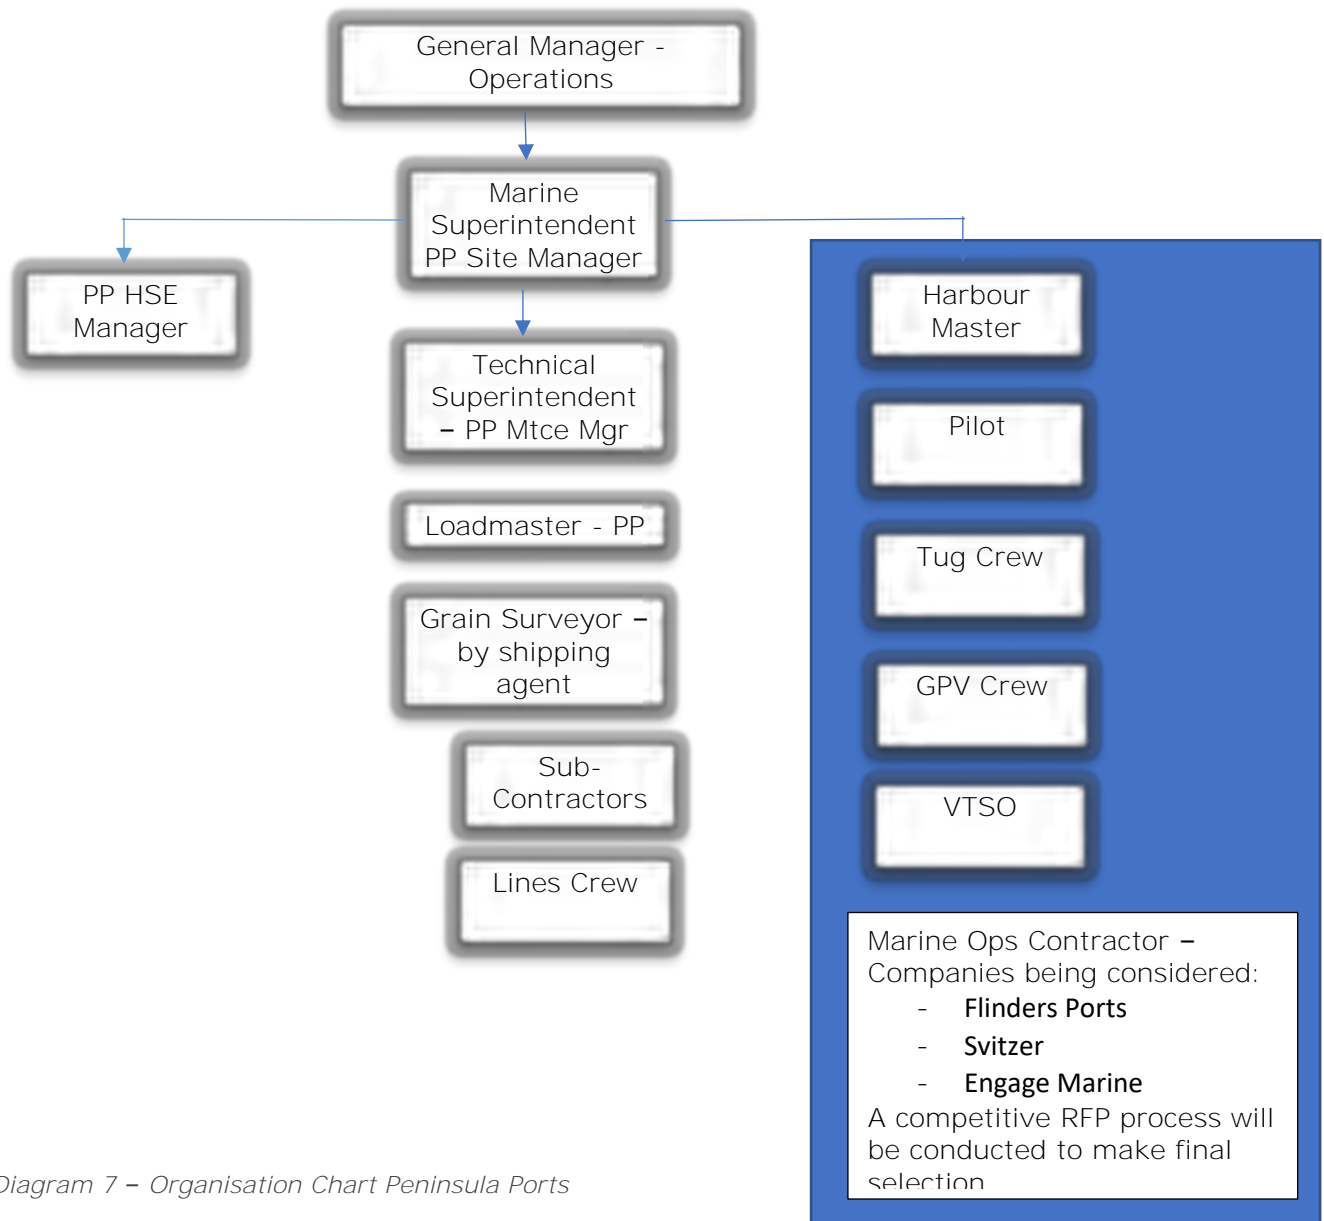 General Manager -
Operations
Marine
Superintendent
PP Site Manager
PP HSE
Manager
Harbour
Master
Technical
Superintendent
– PP Mtce Mgr
Pilot
Loadmaster - PP
Tug Crew
Grain Surveyor –
by shipping
agent
GPV Crew
Sub-
Contractors
VTSO
Lines Crew
Marine Ops Contractor –
Companies being considered:
- Flinders Ports
- Svitzer
- Engage Marine
A competitive RFP process will
be conducted to make final
selection
Diagram 7 – Organisation Chart Peninsula Ports